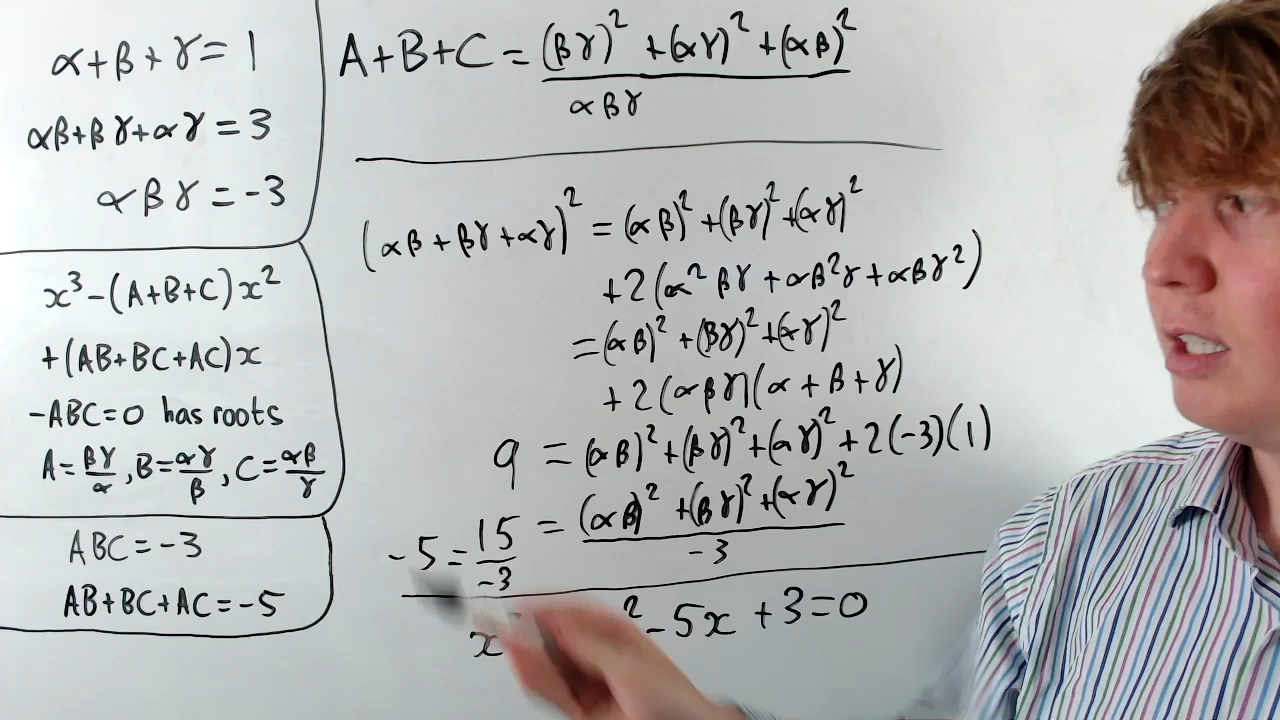 α+β+γ=1
αβ+βγ+αγ=3
αβγ=-3
x³-(A+B+C)x²
+(AB+BC+AC)x
-ABC=0 has roots
A=βγ/α, B=αγ/β, C=αβ/γ
ABC=-3
AB+BC+AC=-5
A+B+C=((βγ)²+(αγ)²+(αβ)²)/αβγ
(αβ+βγ+αγ)²=(αβ)²+(βγ)²+(αγ)²
+2(α²βγ+αβ²γ+αβγ²)
=(αβ)²+(βγ)²+(αγ)²
+2(αβγ)(α+β+γ)
9=(αβ)²+(βγ)²+(αγ)²+2(-3)(1)
-5=15/-3=((αβ)²+(βγ)²+(αγ)²)/-3
x ² -5x+3=0